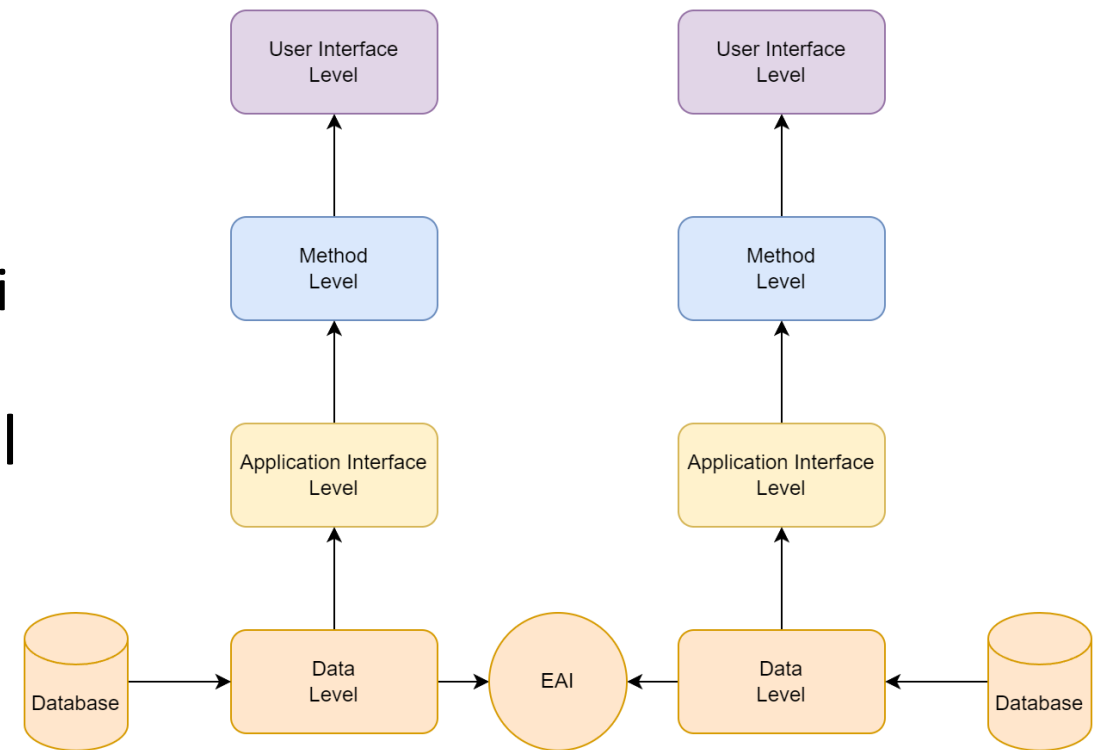 User Interface
Level
User Interface
Level
Method
Level
Method
Level
i
l
Application Interface
Level
Application Interface
Level
Database
Data
Level
EAI
Data
Level
Database